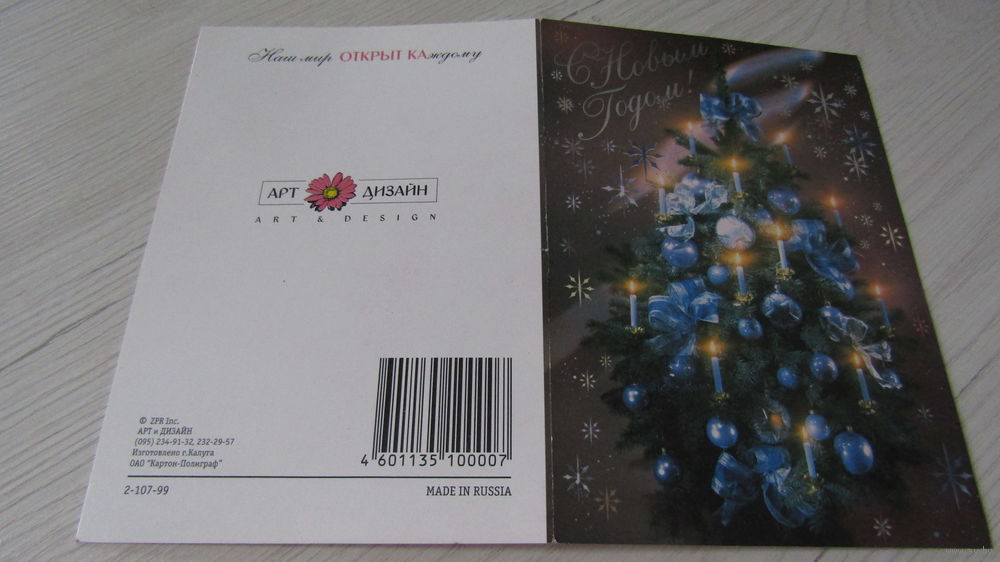 Наш мир ОТКРЫТ КАждому
АРТ ДИЗАЙН
ART & DESIGN
© ZPR Inc.
АРТ и ДИЗАЙН
(095) 234-91-32, 232-29-57
Изготовлено г.Калуга
ОАО "Картон-Полиграф"
4 601135 100007
2-107-99
MADE IN RUSSIA
С Новым
Годом!